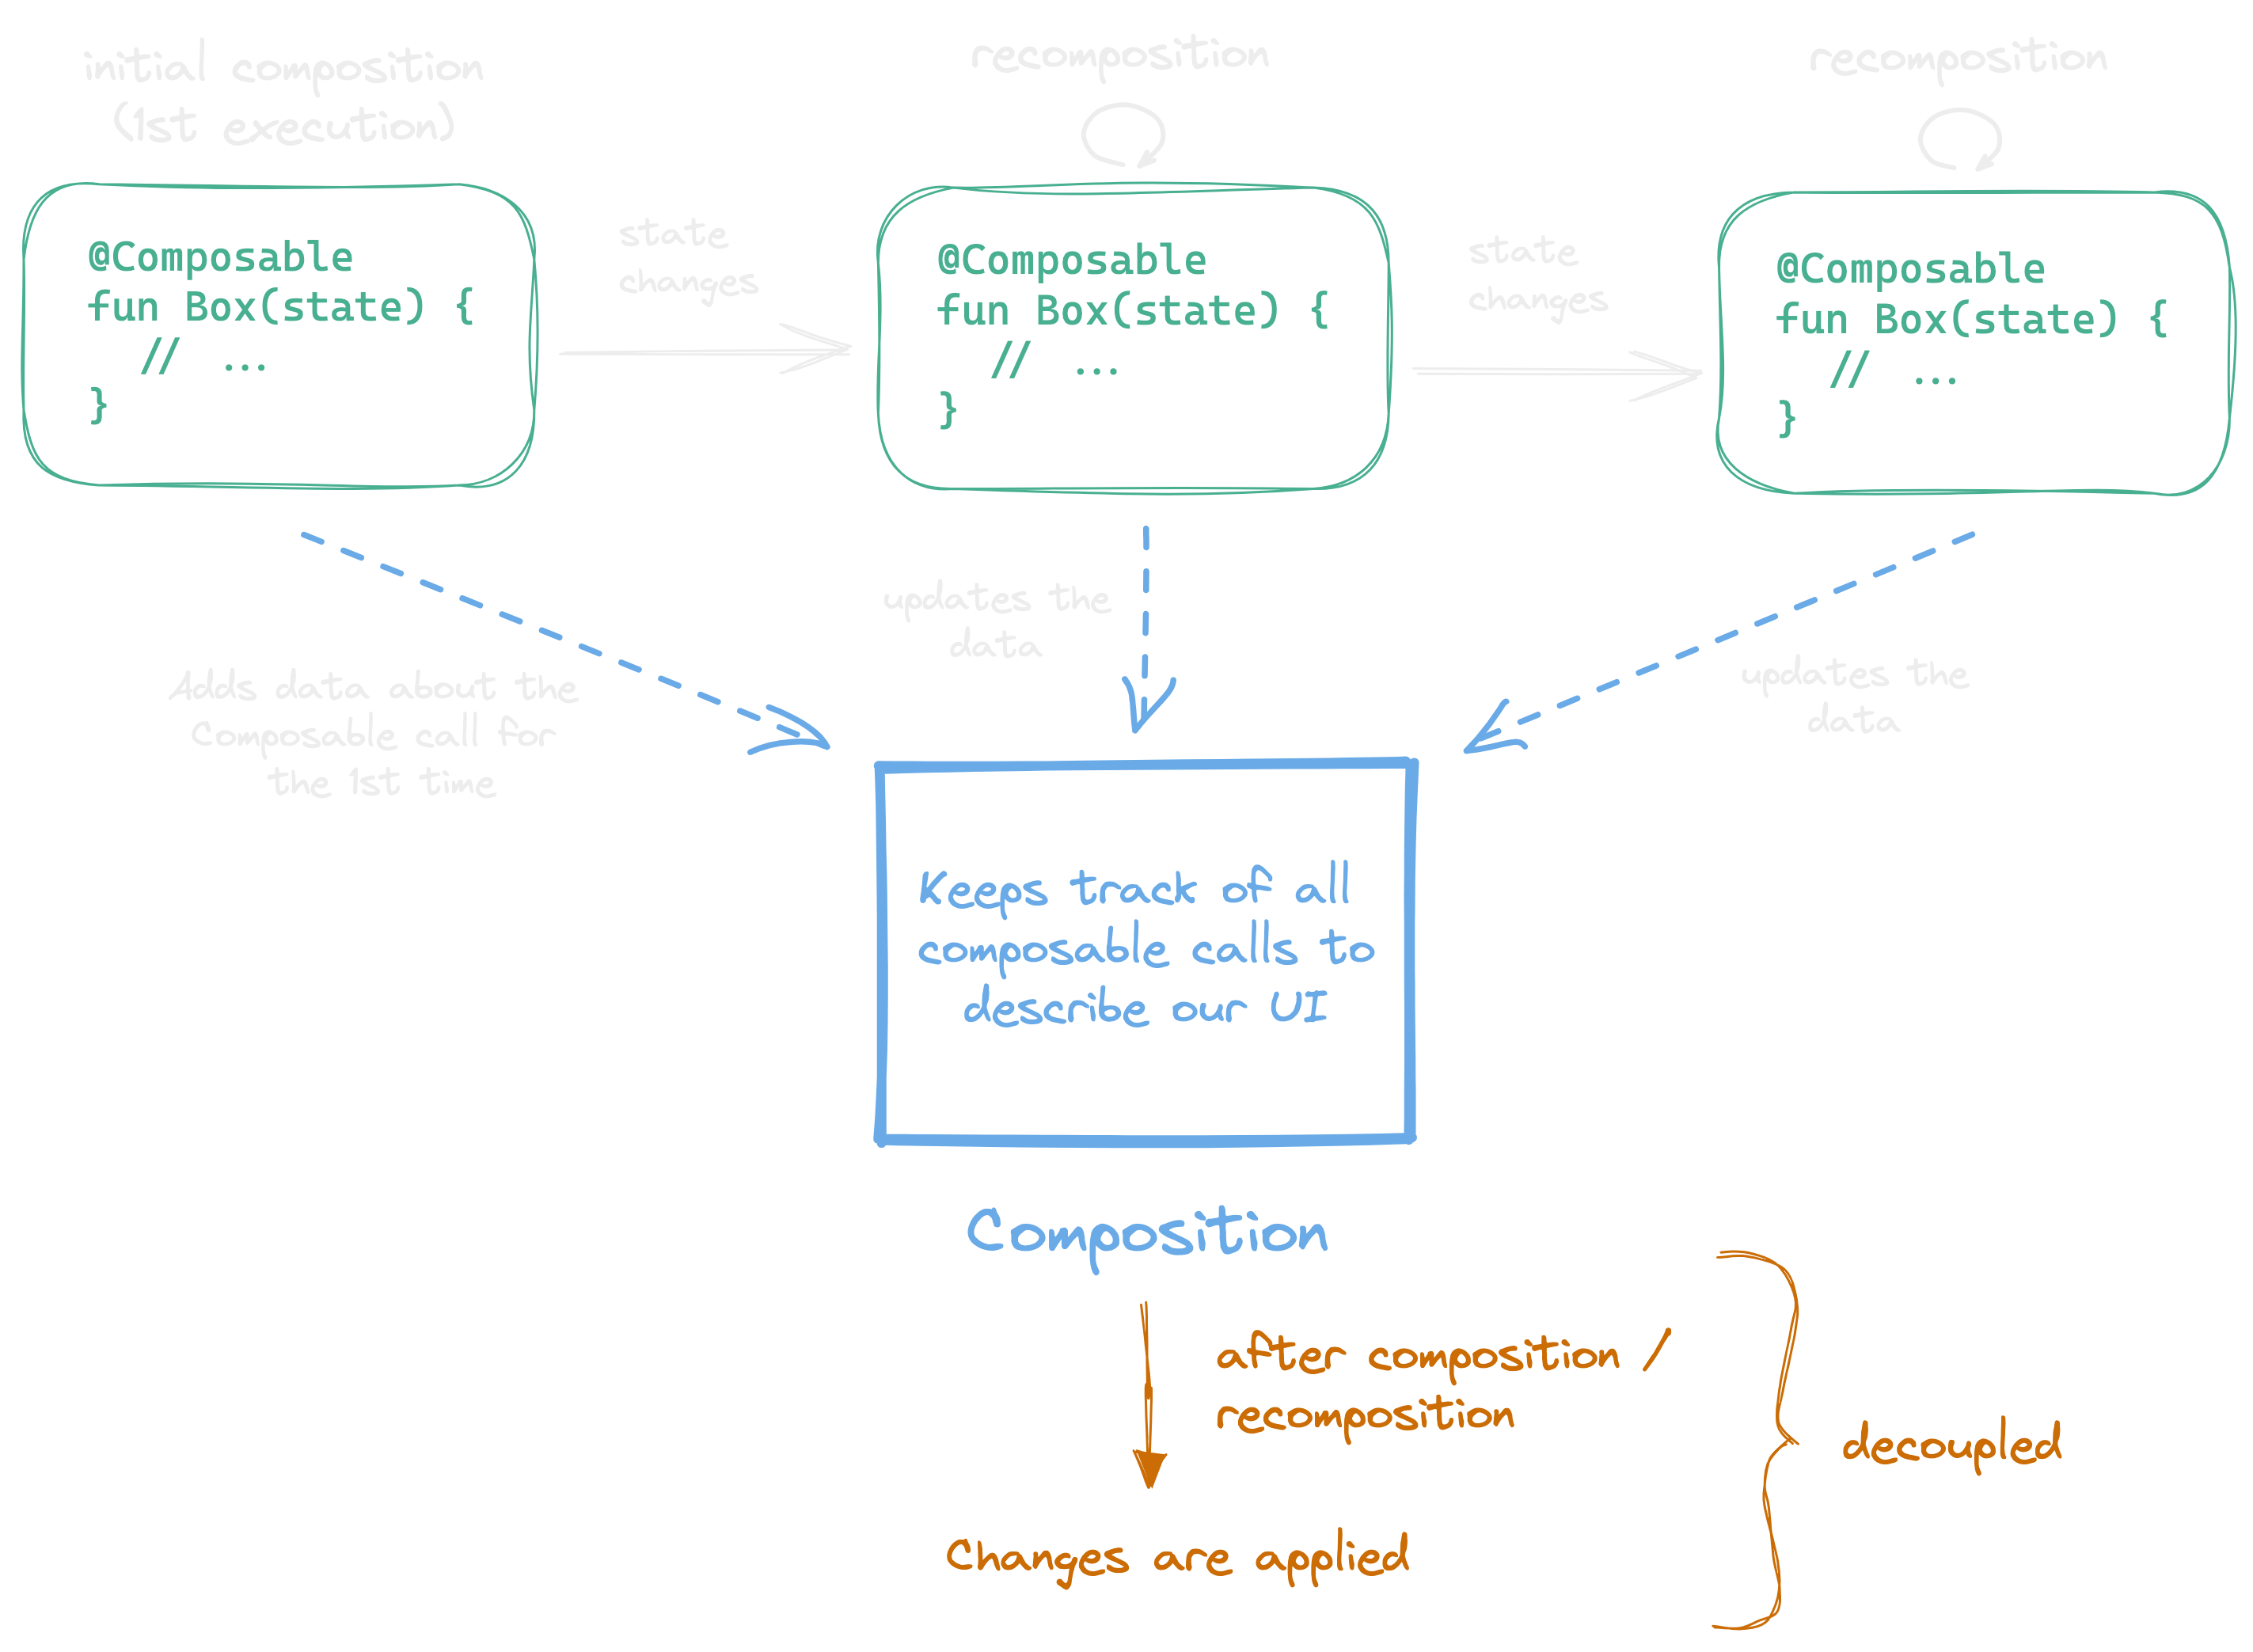 initial composition
(1st execution)
recomposition
recomposition
@Composable
fun Box(state) {
// ...
}
state
changes
@Composable
fun Box(state) {
// ...
}
state
changes
@Composable
fun Box(state) {
// ...
}
Adds data about the
Composable call for
the 1st time
updates the
data
updates the
data
Keeps track of all
composable calls to
describe our UI
Composition
after composition /
recomposition
decoupled
Changes are applied